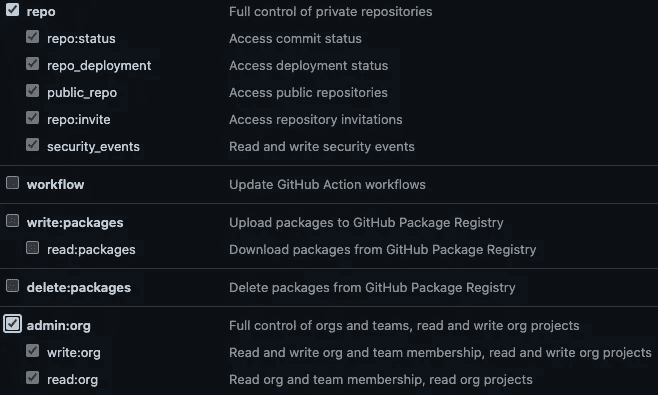 repo Full control of private repositories
repo:status Access commit status
repo_deployment Access deployment status
public_repo Access public repositories
repo:invite Access repository invitations
security_events Read and write security events
workflow Update GitHub Action workflows
write:packages Upload packages to GitHub Package Registry
read:packages Download packages from GitHub Package Registry
delete:packages Delete packages from GitHub Package Registry
admin:org Full control of orgs and teams, read and write org projects
write:org Read and write org and team membership, read and write org projects
read:org Read org and team membership, read org projects